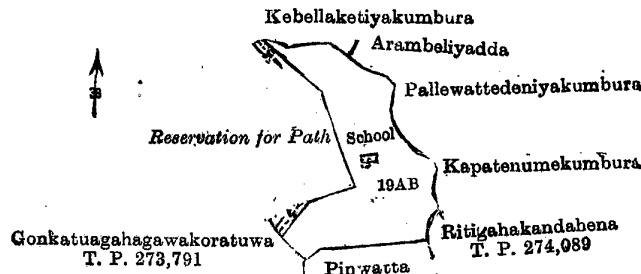 Kebellaketiyakumbura
Arambeliyadda
Pallewattedeniyakumbura
Reservation for Path
School
Kapatenumekumbura
19AB
Gonkatuagahagawakoratuwa
T. P. 273,791
Ritigahakandahena
T. P. 274,089
Pinwatta